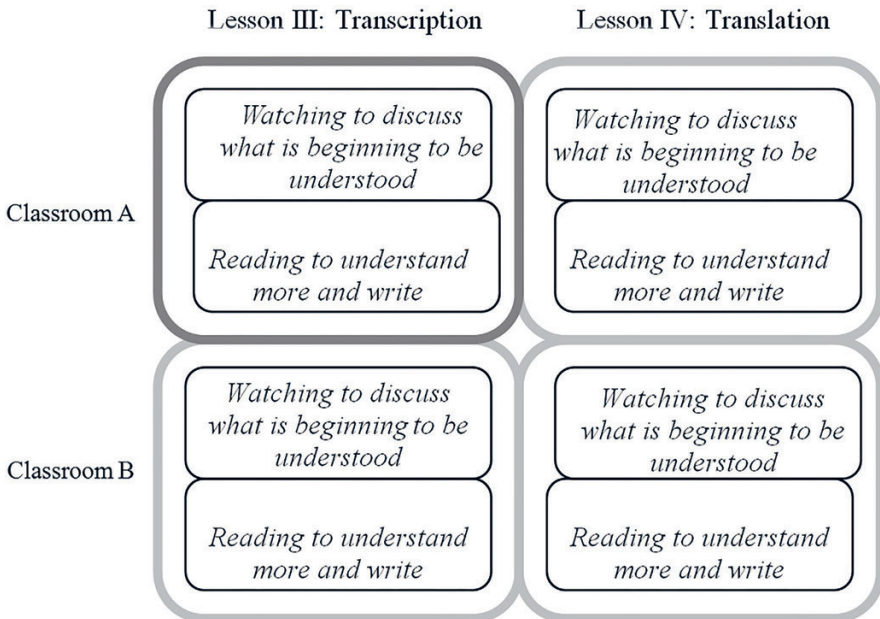 Lesson III: Transcription
Lesson IV: Translation
Classroom A
Watching to discuss
what is beginning to be
understood
Reading to understand
more and write
Watching to discuss
what is beginning to be
understood
Reading to understand
more and write
Classroom B
Watching to discuss
what is beginning to be
understood
Reading to understand
more and write
Watching to discuss
what is beginning to be
understood
Reading to understand
more and write